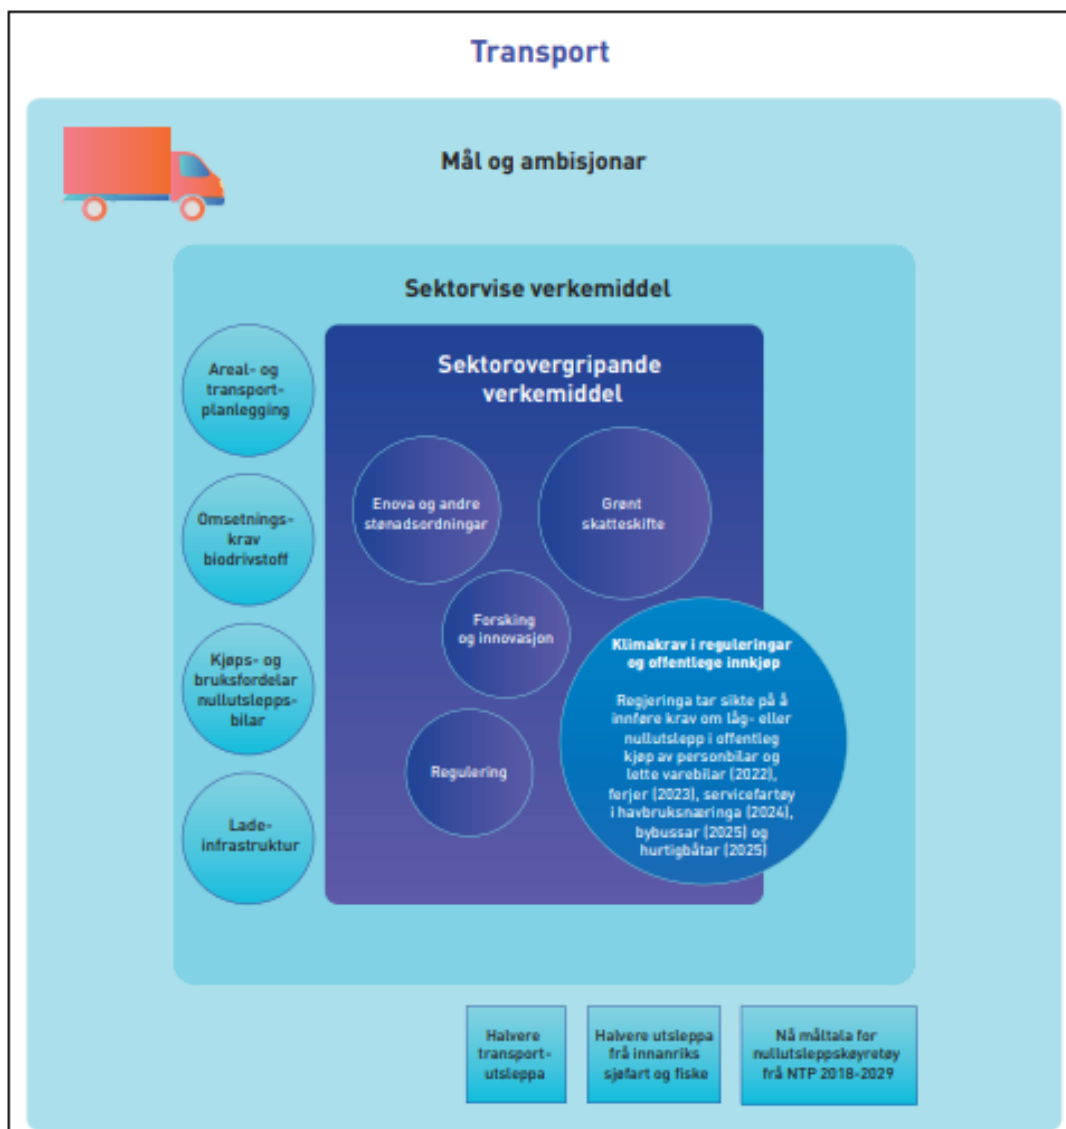 Transport
Mål og ambisjonar
Sektorvise verkemiddel
Areal- og
transport-
planlegging
Omsetnings-
krav
biodrivstoff
Kjøps- og
bruksfordelar
nullutslepps-
bilar
Lade-
infrastruktur
Sektorovergripande
verkemiddel
Enova og andre
stønadsordningar
Grønt
skatteskifte
Forsking
og innovasjon
Regulering
Klimakrav i reguleringar
og offentlege innkjøp
Regjeringa tar sikte på å
innføre krav om låg- eller
nullutslepp i offentleg
kjøp av personbilar og
lette varebilar (2022),
ferjer (2023), servicefartøy
i havbruksnæringa (2024),
bybussar (2025) og
hurtigbåtar (2025)
Halvere
transport-
utsleppa
Halvere utsleppa
frå innanriks
sjøfart og fiske
Nå måltala for
nullutsleppskøyretøy
frå NTP 2018-2029